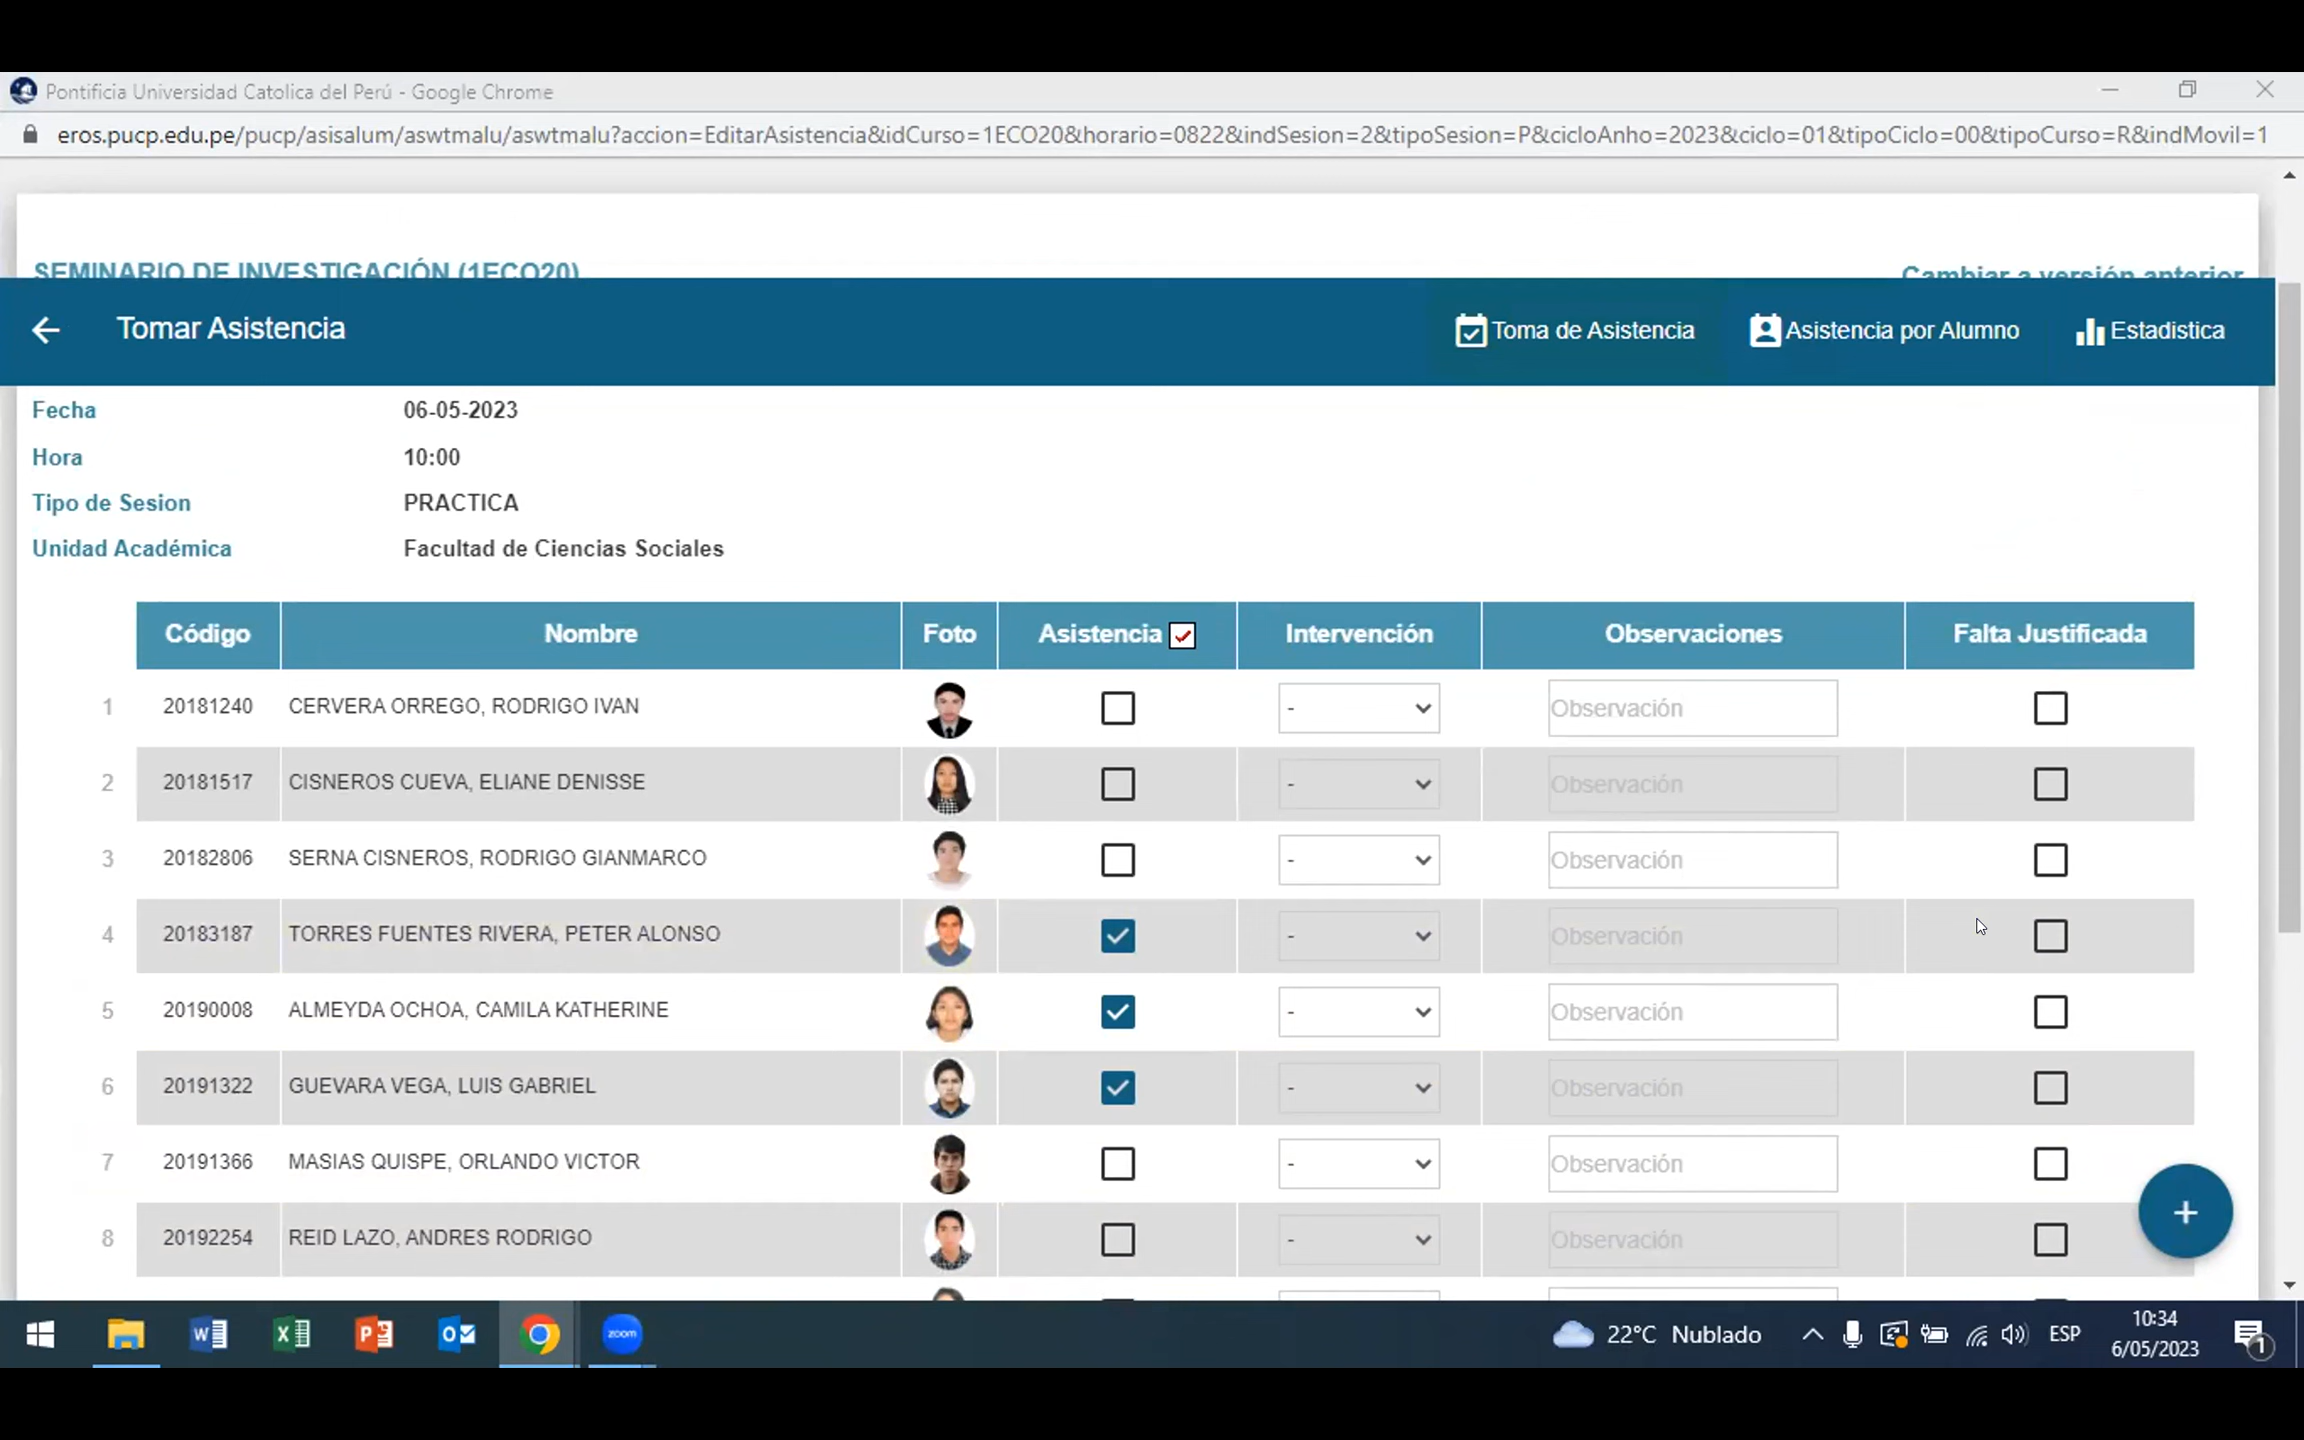 Pontificia Universidad Catolica del Perú - Google Chrome
eros.pucp.edu.pe/pucp/asisalum/aswtmalu/aswtmalu?accion=EditarAsistencia&idCurso=1ECO20&horario=0822&indSesion=2&tipoSesion=P&cicloAnho=2023&ciclo=01&tipoCiclo=00&tipoCurso=R&indMovil=1
SEMINARIO DE INVESTIGACIÓN (1ECO20) Cambiar a versión anterior
Tomar Asistencia Toma de Asistencia Asistencia por Alumno Estadistica
Fecha 06-05-2023
Hora 10:00
Tipo de Sesion PRACTICA
Unidad Académica Facultad de Ciencias Sociales
Código Nombre Foto Asistencia Intervención Observaciones Falta Justificada
1 20181240 CERVERA ORREGO, RODRIGO IVAN - Observación
2 20181517 CISNEROS CUEVA, ELIANE DENISSE - Observación
3 20182806 SERNA CISNEROS, RODRIGO GIANMARCO - Observación
4 20183187 TORRES FUENTES RIVERA, PETER ALONSO - Observación
5 20190008 ALMEYDA OCHOA, CAMILA KATHERINE - Observación
6 20191322 GUEVARA VEGA, LUIS GABRIEL - Observación
7 20191366 MASIAS QUISPE, ORLANDO VICTOR - Observación
8 20192254 REID LAZO, ANDRES RODRIGO - Observación
+
zoom 22°C Nublado ESP 10:34
6/05/2023 1